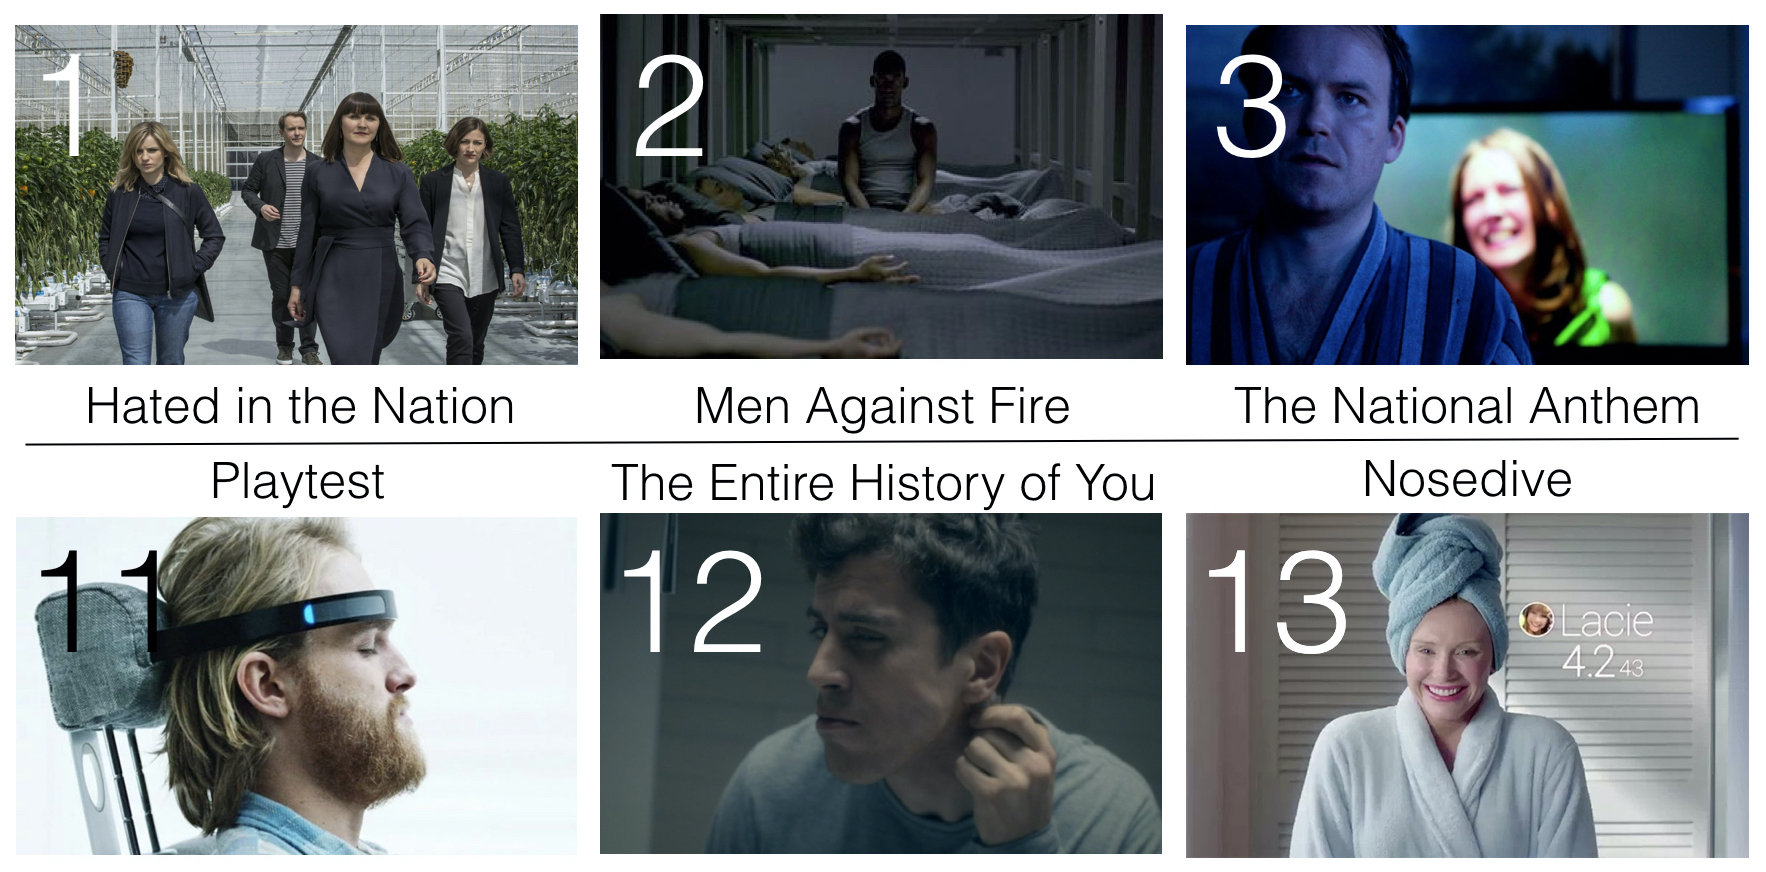 1
2
3
Hated in the Nation
Men Against Fire
The National Anthem
Playtest
The Entire History of You
Nosedive
11
12
13
Lacie
4.243